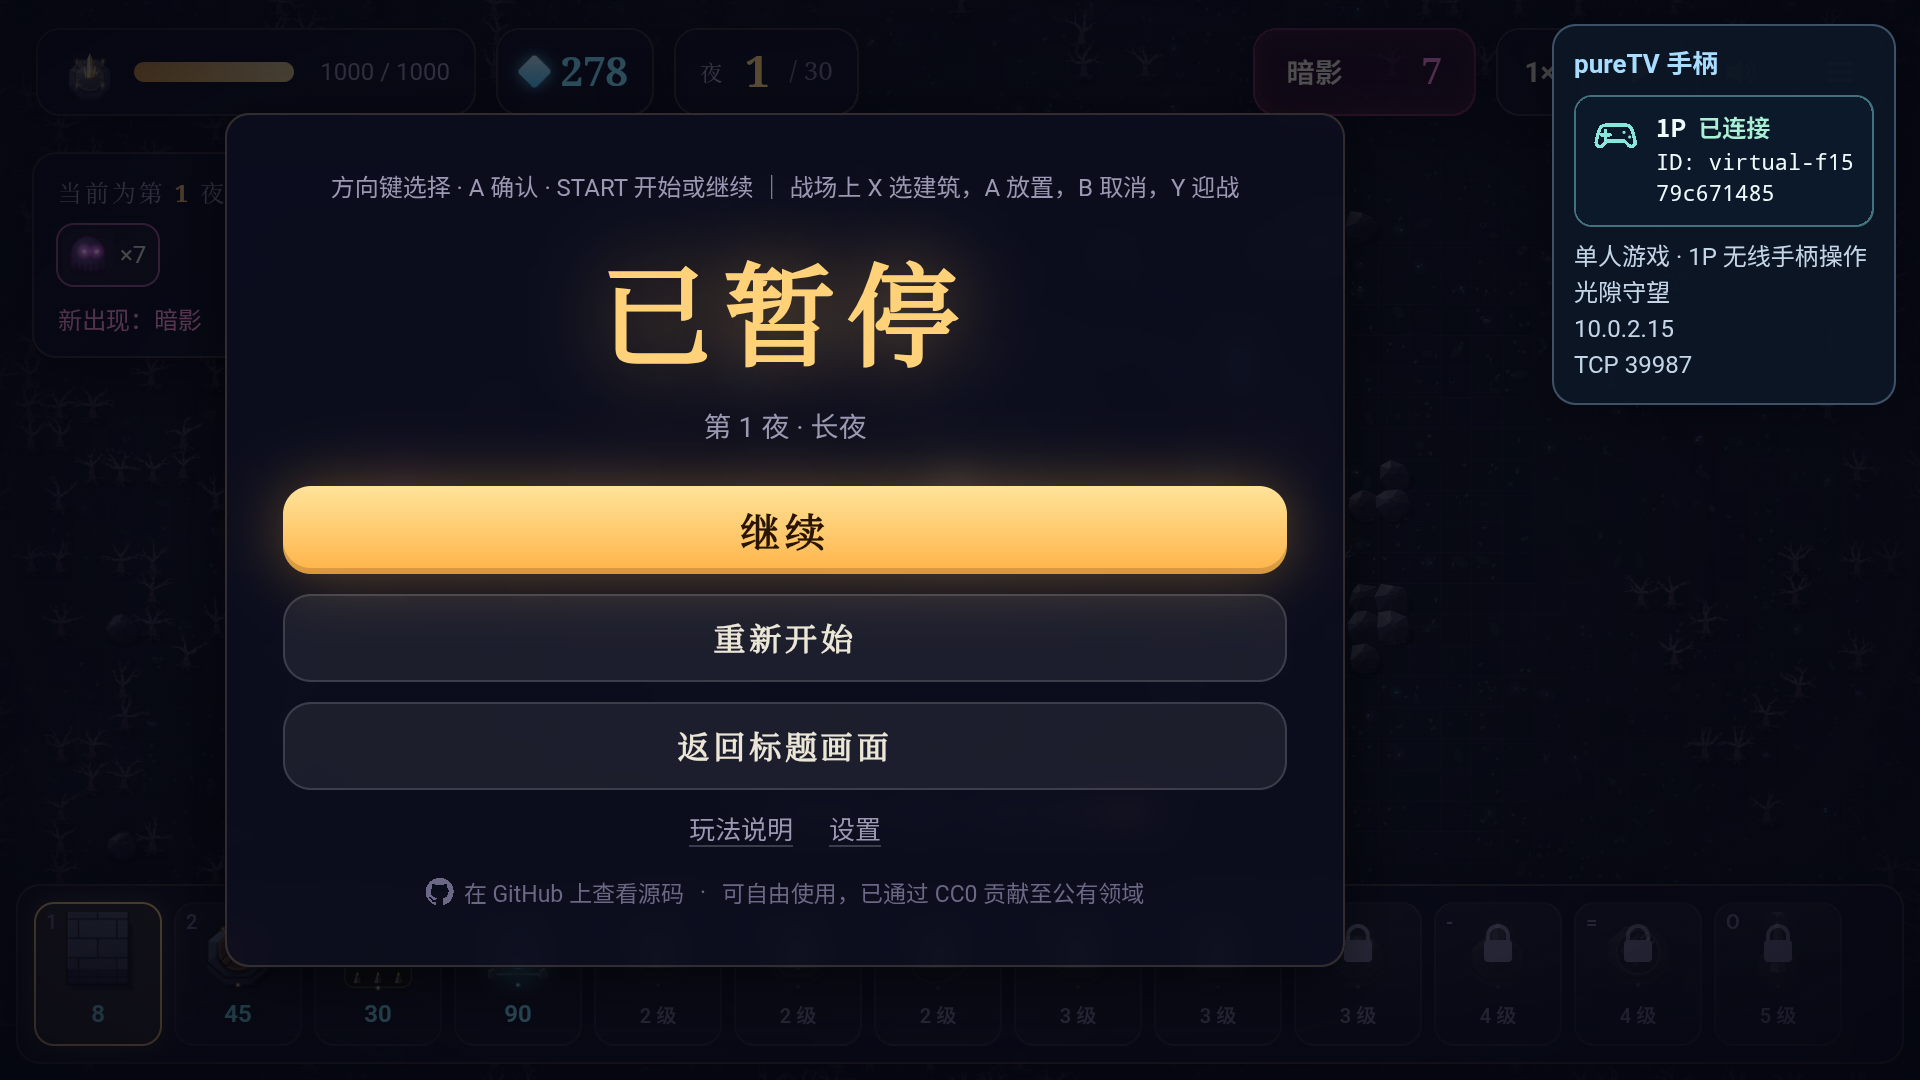 1000 / 1000
278
夜 1 / 30
暗影 7
1×
pureTV 手柄
1P 已连接
ID: virtual-f15
79c671485
单人游戏 · 1P 无线手柄操作
光隙守望
10.0.2.15
TCP 39987
当前为第 1 夜
×7
新出现：暗影
方向键选择 · A 确认 · START 开始或继续 ｜ 战场上 X 选建筑，A 放置，B 取消，Y 迎战
已暂停
第 1 夜 · 长夜
继续
重新开始
返回标题画面
玩法说明 设置
在 GitHub 上查看源码 · 可自由使用，已通过 CC0 贡献至公有领域
1 2 - = O
8 45 30 90 2 级 2 级 2 级 3 级 3 级 3 级 4 级 4 级 5 级